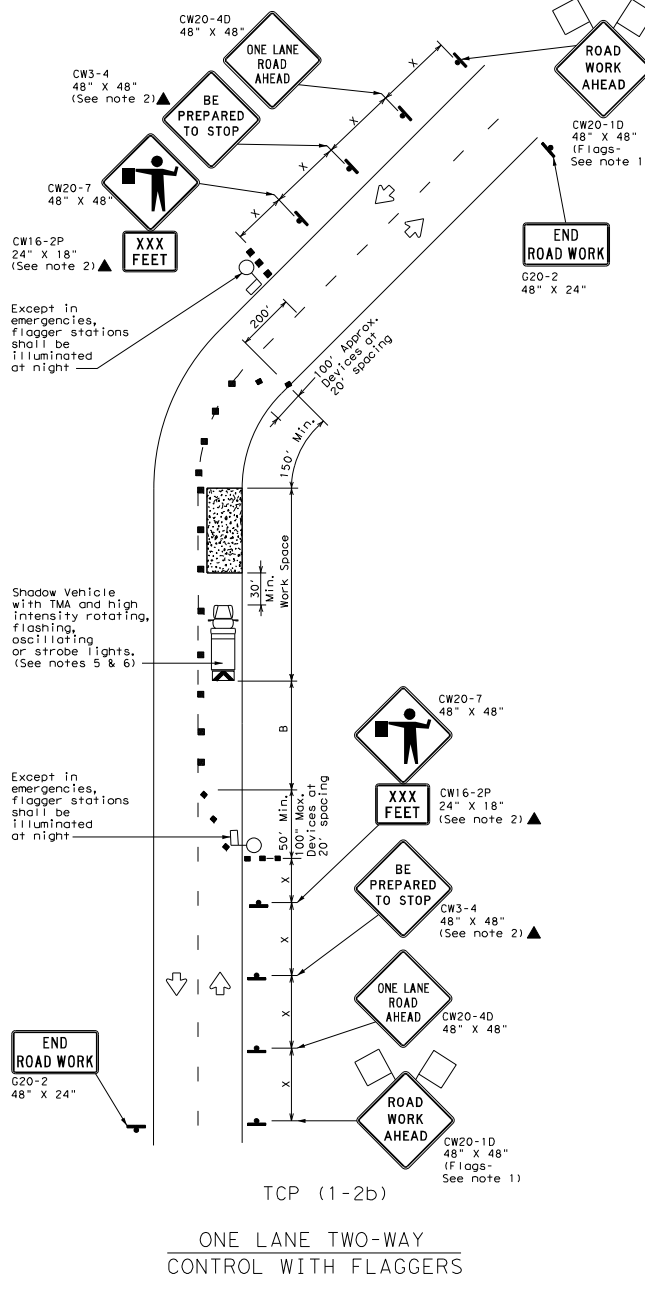 CW20-4D
48" X 48"
ONE LANE
ROAD
AHEAD
ROAD
WORK
AHEAD
CW20-1D
48" X 48"
(Flags-
See note 1
CW3-4
48" X 48"
(See note 2)▲
BE
PREPARED
TO STOP
X
X
X
X
CW20-7
48" X 48"
XXX
FEET
CW16-2P
24" X 18"
(See note 2)▲
END
ROAD WORK
G20-2
48" X 24"
Except in
emergencies,
flagger stations
shall be
illuminated
at night
200'
100' Approx.
Devices at
20' spacing
150' Min.
Work Space
30'
Min.
Shadow Vehicle
with TMA and high
intensity rotating,
flashing,
oscillating
or strobe lights.
(See notes 5 & 6)
B
CW20-7
48" X 48"
XXX
FEET
CW16-2P
24" X 18"
(See note 2)▲
Except in
emergencies,
flagger stations
shall be
illuminated
at night
50' Min.
100" Max.
Devices at
20' spacing
X
BE
PREPARED
TO STOP
CW3-4
48" X 48"
(See note 2)▲
X
ONE LANE
ROAD
AHEAD
CW20-4D
48" X 48"
X
X
END
ROAD WORK
G20-2
48" X 24"
ROAD
WORK
AHEAD
CW20-1D
48" X 48"
(Flags-
See note 1)
TCP (1-2b)
ONE LANE TWO-WAY
CONTROL WITH FLAGGERS